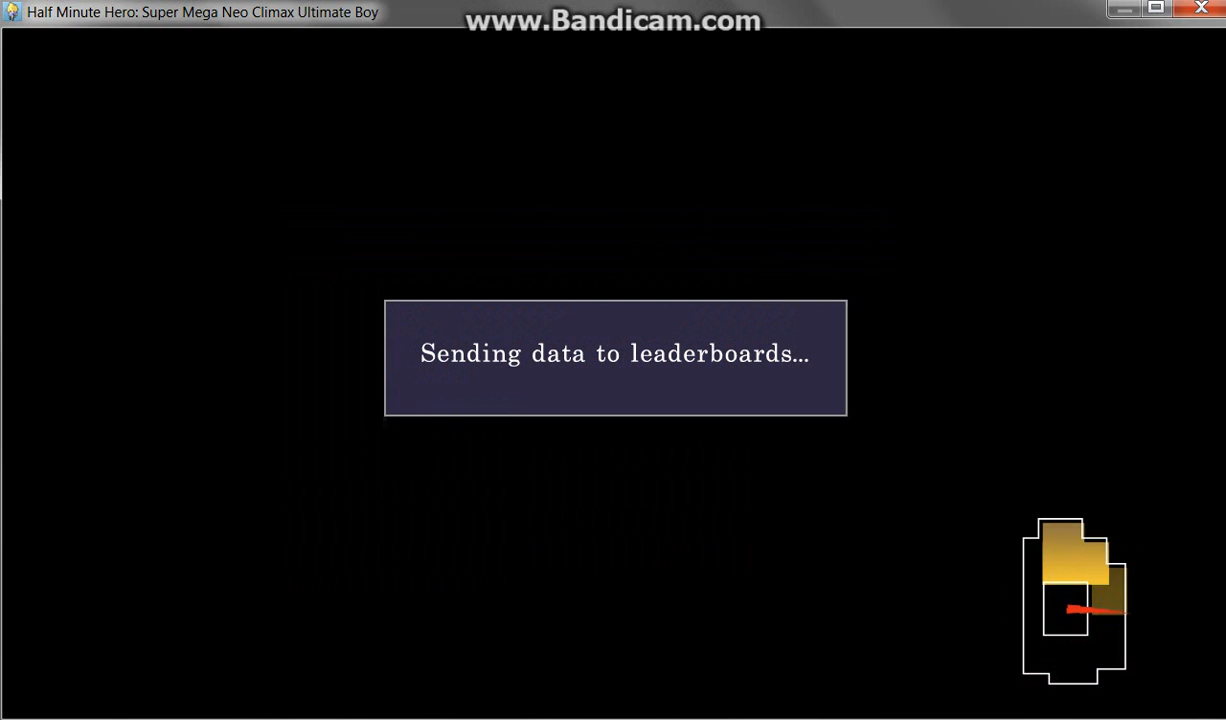 Half Minute Hero: Super Mega Neo Climax Ultimate Boy
www.Bandicam.com
Sending data to leaderboards...